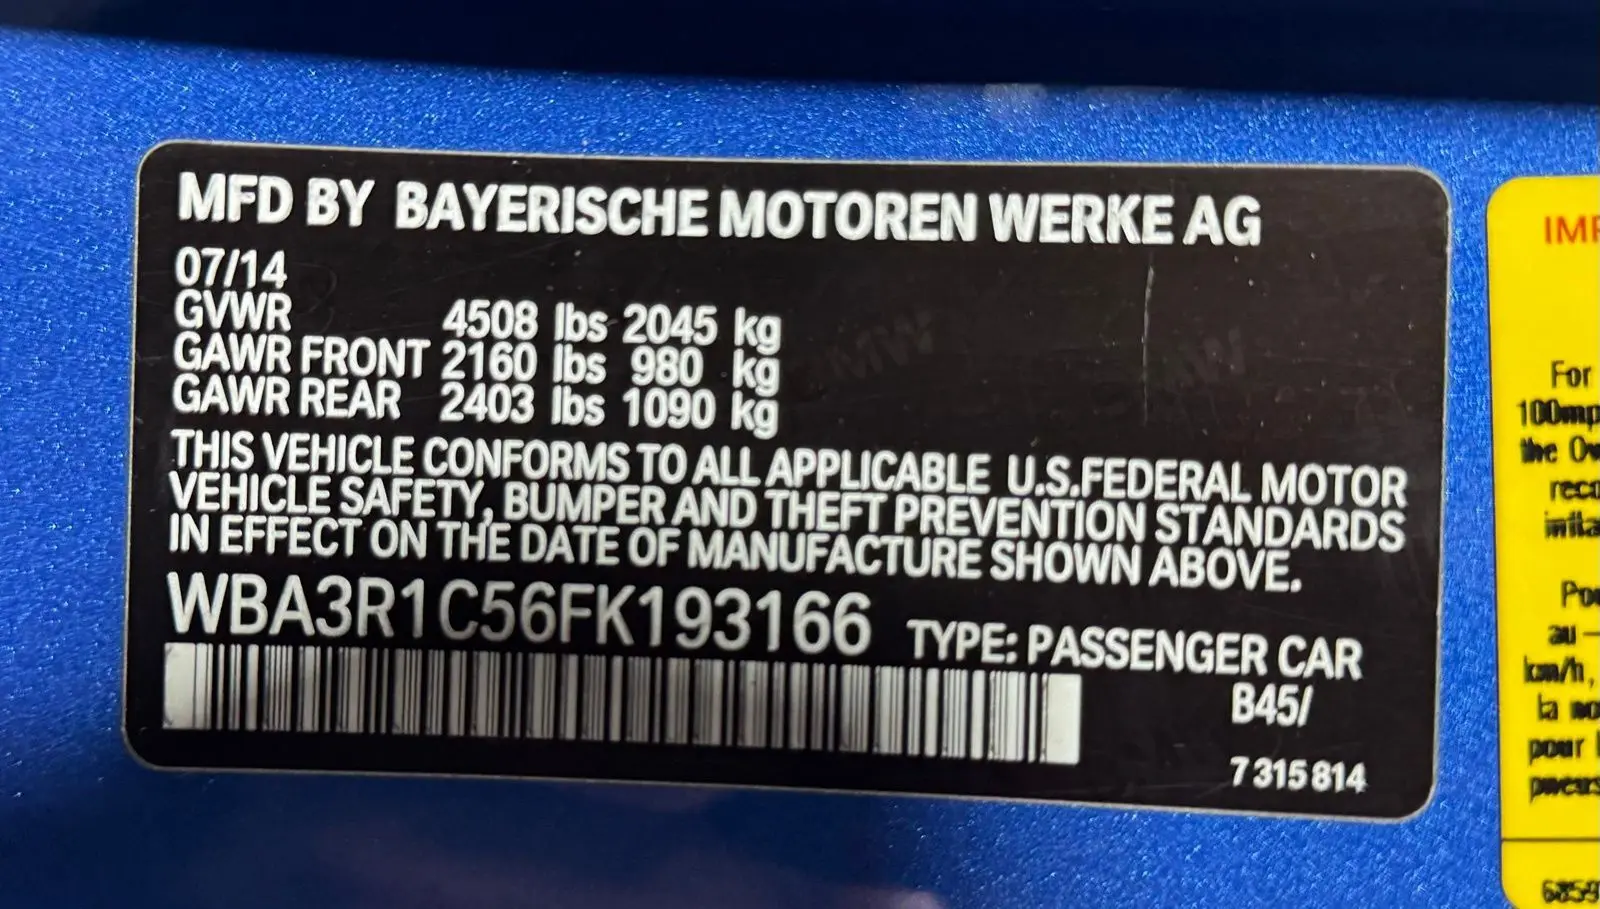 MFD BY BAYERISCHE MOTOREN WERKE AG
07/14
GVWR 4508 lbs 2045 kg
GAWR FRONT 2160 lbs 980 kg
GAWR REAR 2403 lbs 1090 kg
THIS VEHICLE CONFORMS TO ALL APPLICABLE U.S.FEDERAL MOTOR
VEHICLE SAFETY, BUMPER AND THEFT PREVENTION STANDARDS
IN EFFECT ON THE DATE OF MANUFACTURE SHOWN ABOVE.
WBA3R1C56FK193166 TYPE: PASSENGER CAR
B45/
7 315 814
For
100mp
the Ow
au –
km/h,
la
pour